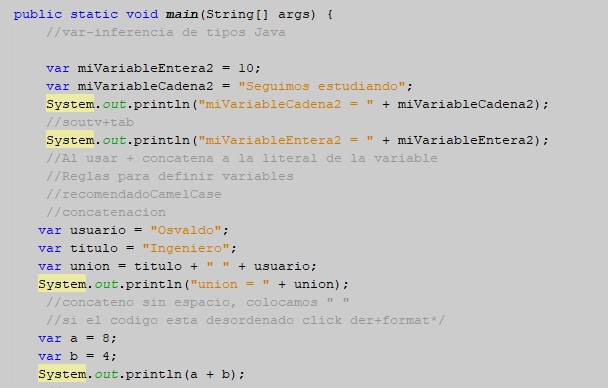 public static void main(String[] args) {
//var-inferencia de tipos Java
var miVariableEntera2 = 10;
var miVariableCadena2 = "Seguimos estudiando";
System.out.println("miVariableCadena2 = " + miVariableCadena2);
//soutv+tab
System.out.println("miVariableEntera2 = " + miVariableEntera2);
//Al usar + concatena a la literal de la variable
//Reglas para definir variables
//recomendadoCamelCase
//concatenacion
var usuario = "Osvaldo";
var titulo = "Ingeniero";
var union = titulo + " " + usuario;
System.out.println("union = " + union);
//concateno sin espacio, colocamos " "
//si el codigo esta desordenado click der+format*/
var a = 8;
var b = 4;
System.out.println(a + b);